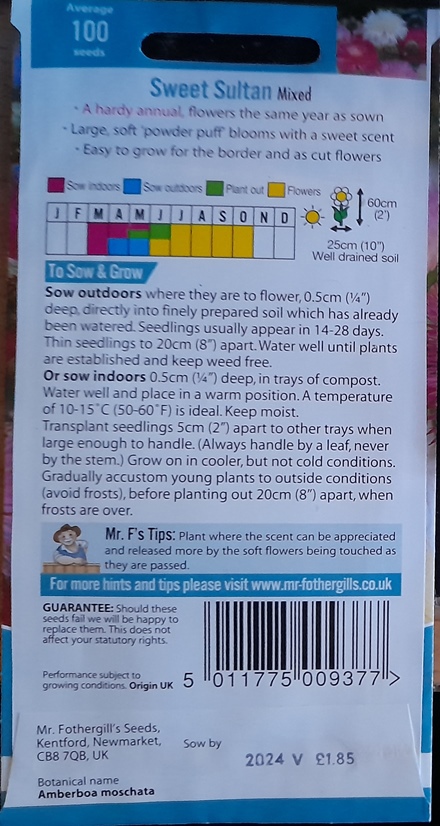 Average
100
seeds
Sweet Sultan Mixed
· A hardy annual, flowers the same year as sown
· Large, soft 'powder puff' blooms with a sweet scent
· Easy to grow for the border and as cut flowers
Sow indoors Sow outdoors Plant out Flowers
J F M A M J J A S O N D
60cm
(2')
25cm (10")
Well drained soil
To Sow & Grow
Sow outdoors where they are to flower, 0.5cm (¼")
deep, directly into finely prepared soil which has already
been watered. Seedlings usually appear in 14-28 days.
Thin seedlings to 20cm (8") apart. Water well until plants
are established and keep weed free.
Or sow indoors 0.5cm (¼") deep, in trays of compost.
Water well and place in a warm position. A temperature
of 10-15˚C (50-60˚F) is ideal. Keep moist.
Transplant seedlings 5cm (2") apart to other trays when
large enough to handle. (Always handle by a leaf, never
by the stem.) Grow on in cooler, but not cold conditions.
Gradually accustom young plants to outside conditions
(avoid frosts), before planting out 20cm (8") apart, when
frosts are over.
Mr. F's Tips: Plant where the scent can be appreciated
and released more by the soft flowers being touched as
they are passed.
For more hints and tips please visit www.mr-fothergills.co.uk
GUARANTEE: Should these
seeds fail we will be happy to
replace them. This does not
affect your statutory rights.
Performance subject to
growing conditions. Origin UK
5 011775 009377 >
Mr. Fothergill's Seeds,
Kentford, Newmarket,
CB8 7QB, UK
Sow by
2024 V £1.85
Botanical name
Amberboa moschata